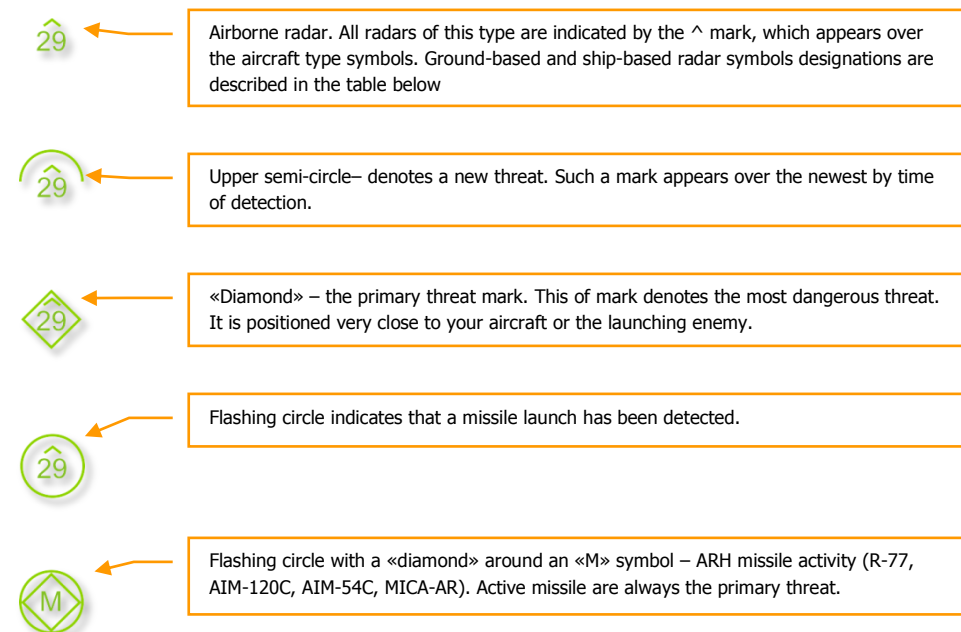 ^
29
Airborne radar. All radars of this type are indicated by the ^ mark, which appears over
the aircraft type symbols. Ground-based and ship-based radar symbols designations are
described in the table below
^
29
Upper semi-circle– denotes a new threat. Such a mark appears over the newest by time
of detection.
^
29
«Diamond» – the primary threat mark. This of mark denotes the most dangerous threat.
It is positioned very close to your aircraft or the launching enemy.
Flashing circle indicates that a missile launch has been detected.
^
29
Flashing circle with a «diamond» around an «M» symbol – ARH missile activity (R-77,
AIM-120C, AIM-54C, MICA-AR). Active missile are always the primary threat.
M